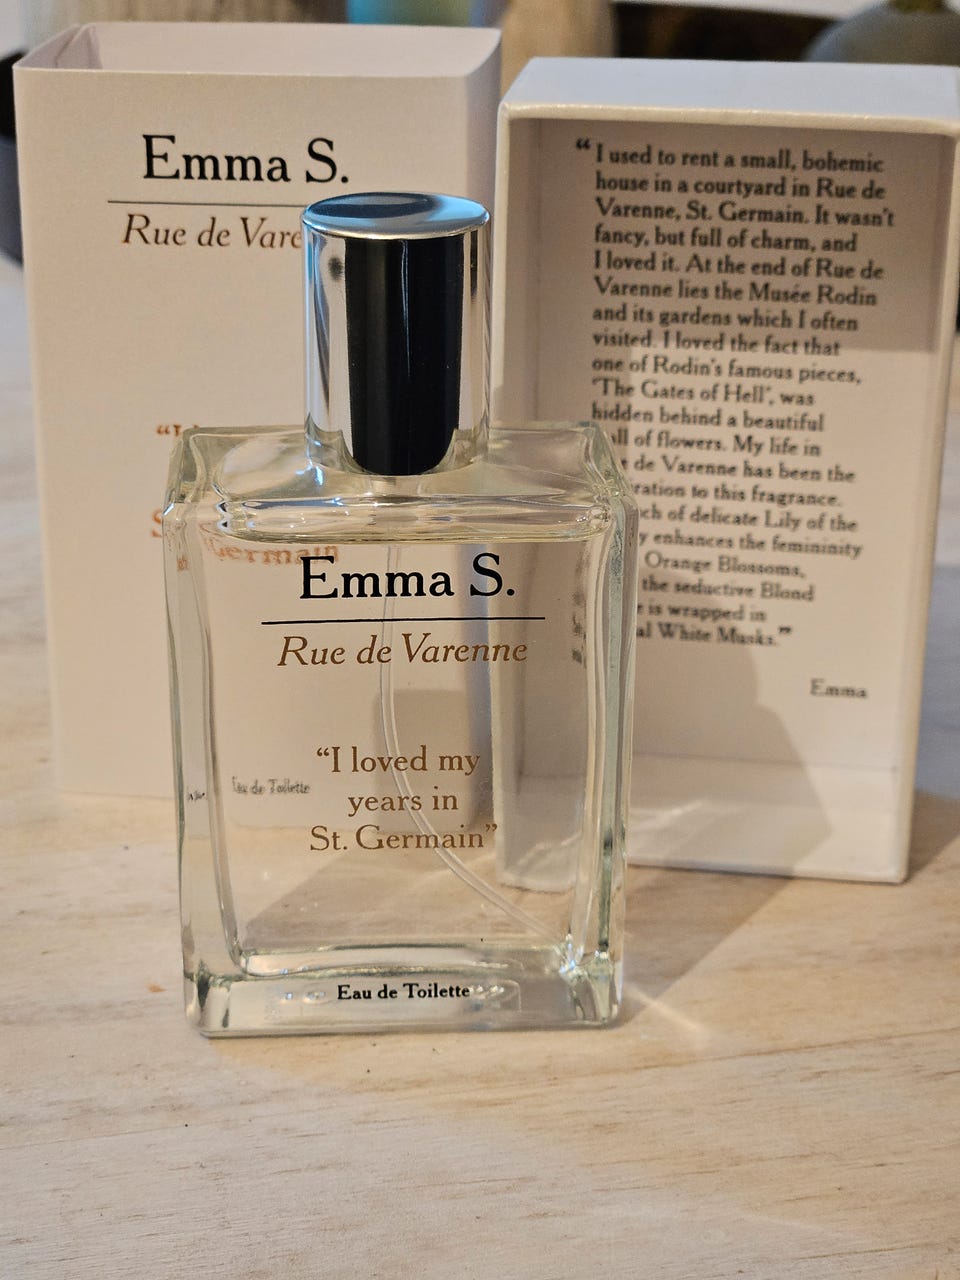 Emma S.
Rue de Vare
“I
S Germain
Emma S.
Rue de Varenne
“I loved my
years in
St. Germain”
Eau de Toilette
Eau de Toilette
“I used to rent a small, bohemic
house in a courtyard in Rue de
Varenne, St. Germain. It wasn't
fancy, but full of charm, and
I loved it. At the end of Rue de
Varenne lies the Musée Rodin
and its gardens which I often
visited. I loved the fact that
one of Rodin's famous pieces,
'The Gates of Hell', was
hidden behind a beautiful
ll of flowers. My life in
de Varenne has been the
iration to this fragrance.
ch of delicate Lily of the
y enhances the femininity
Orange Blossoms,
the seductive Blond
is wrapped in
al White Musks.”
Emma